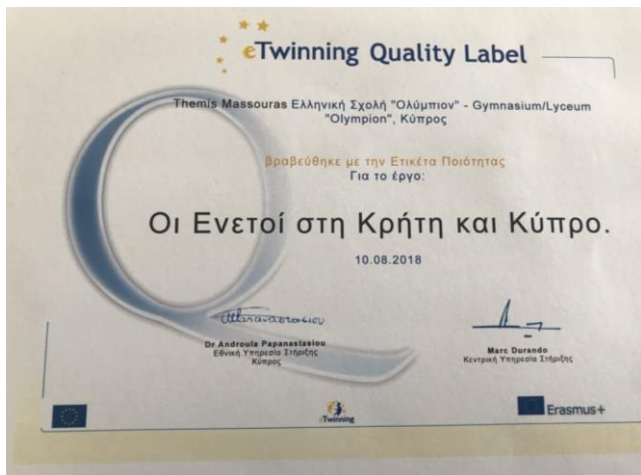 eTwinning Quality Label
Themis Massouras Ελληνική Σχολή "Ολύμπιον" - Gymnasium/Lyceum
"Olympion", Κύπρος
βραβεύθηκε με την Ετικέτα Ποιότητας
Για το έργο:
Οι Ενετοί στη Κρήτη και Κύπρο.
10.08.2018
Dr Androula Papanastasiou
Εθνική Υπηρεσία Στήριξης
Κύπρος
Marc Durando
Κεντρική Υπηρεσία Στήριξης
eTwinning
Erasmus+